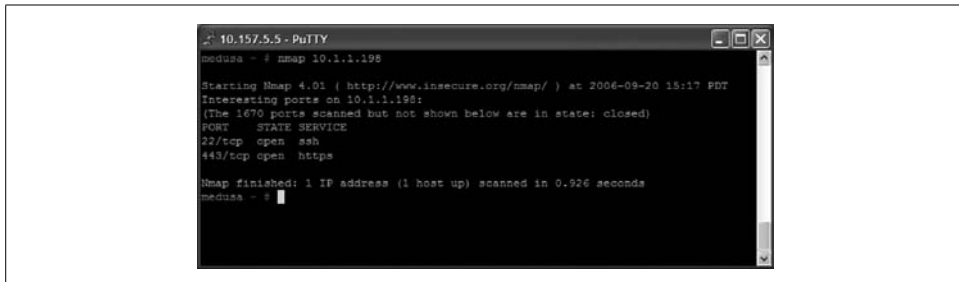 10.157.5.5 - PuTTY
medusa ~ # nmap 10.1.1.198
Starting Nmap 4.01 ( http://www.insecure.org/nmap/ ) at 2006-09-20 15:17 PDT
Interesting ports on 10.1.1.198:
(The 1670 ports scanned but not shown below are in state: closed)
PORT    STATE SERVICE
22/tcp  open  ssh
443/tcp open  https
Nmap finished: 1 IP address (1 host up) scanned in 0.926 seconds
medusa ~ #